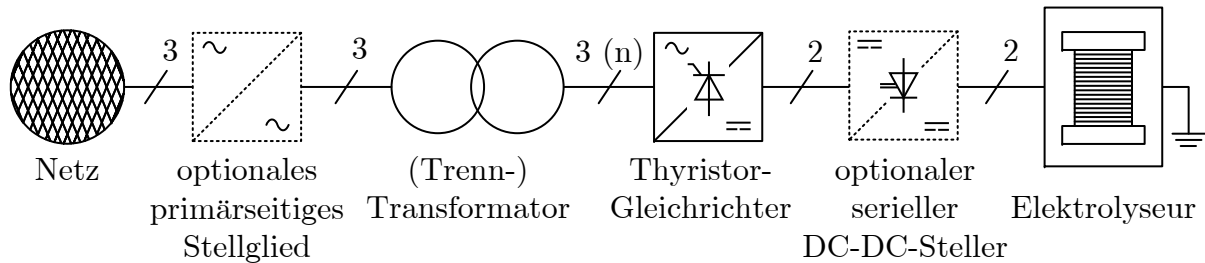 3
3
3 (n)
2
2
Netz
optionales
primärseitiges
Stellglied
(Trenn-)
Transformator
Thyristor-
Gleichrichter
optionaler
serieller
DC-DC-Steller
Elektrolyseur